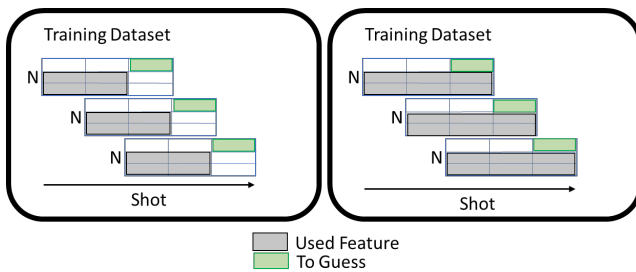 Training Dataset
N
N
N
Shot
Training Dataset
N
N
N
Shot
Used Feature
To Guess